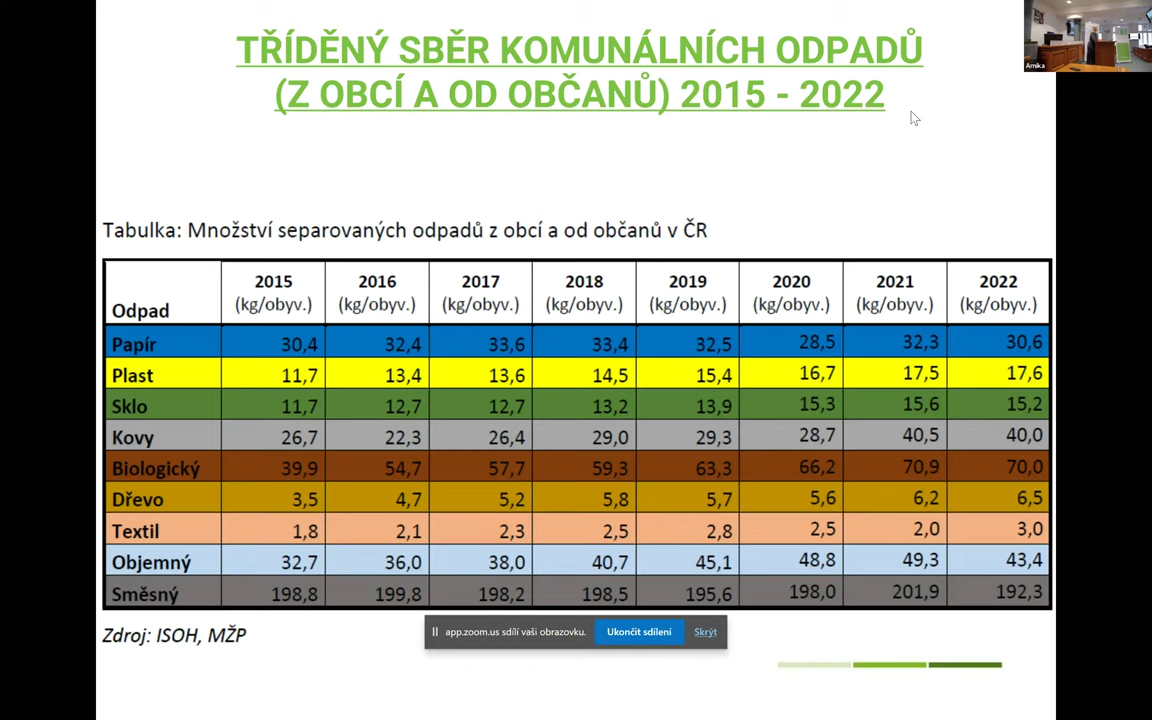 TŘÍDĚNÝ SBĚR KOMUNÁLNÍCH ODPADŮ
(Z OBCÍ A OD OBČANŮ) 2015 - 2022
Arnika
Tabulka: Množství separovaných odpadů z obcí a od občanů v ČR
Odpad 2015 (kg/obyv.) 2016 (kg/obyv.) 2017 (kg/obyv.) 2018 (kg/obyv.) 2019 (kg/obyv.) 2020 (kg/obyv.) 2021 (kg/obyv.) 2022 (kg/obyv.)
Papír 30,4 32,4 33,6 33,4 32,5 28,5 32,3 30,6
Plast 11,7 13,4 13,6 14,5 15,4 16,7 17,5 17,6
Sklo 11,7 12,7 12,7 13,2 13,9 15,3 15,6 15,2
Kovy 26,7 22,3 26,4 29,0 29,3 28,7 40,5 40,0
Biologický 39,9 54,7 57,7 59,3 63,3 66,2 70,9 70,0
Dřevo 3,5 4,7 5,2 5,8 5,7 5,6 6,2 6,5
Textil 1,8 2,1 2,3 2,5 2,8 2,5 2,0 3,0
Objemný 32,7 36,0 38,0 40,7 45,1 48,8 49,3 43,4
Směsný 198,8 199,8 198,2 198,5 195,6 198,0 201,9 192,3
Zdroj: ISOH, MŽP
app.zoom.us sdílí vaši obrazovku. Ukončit sdílení Skrýt